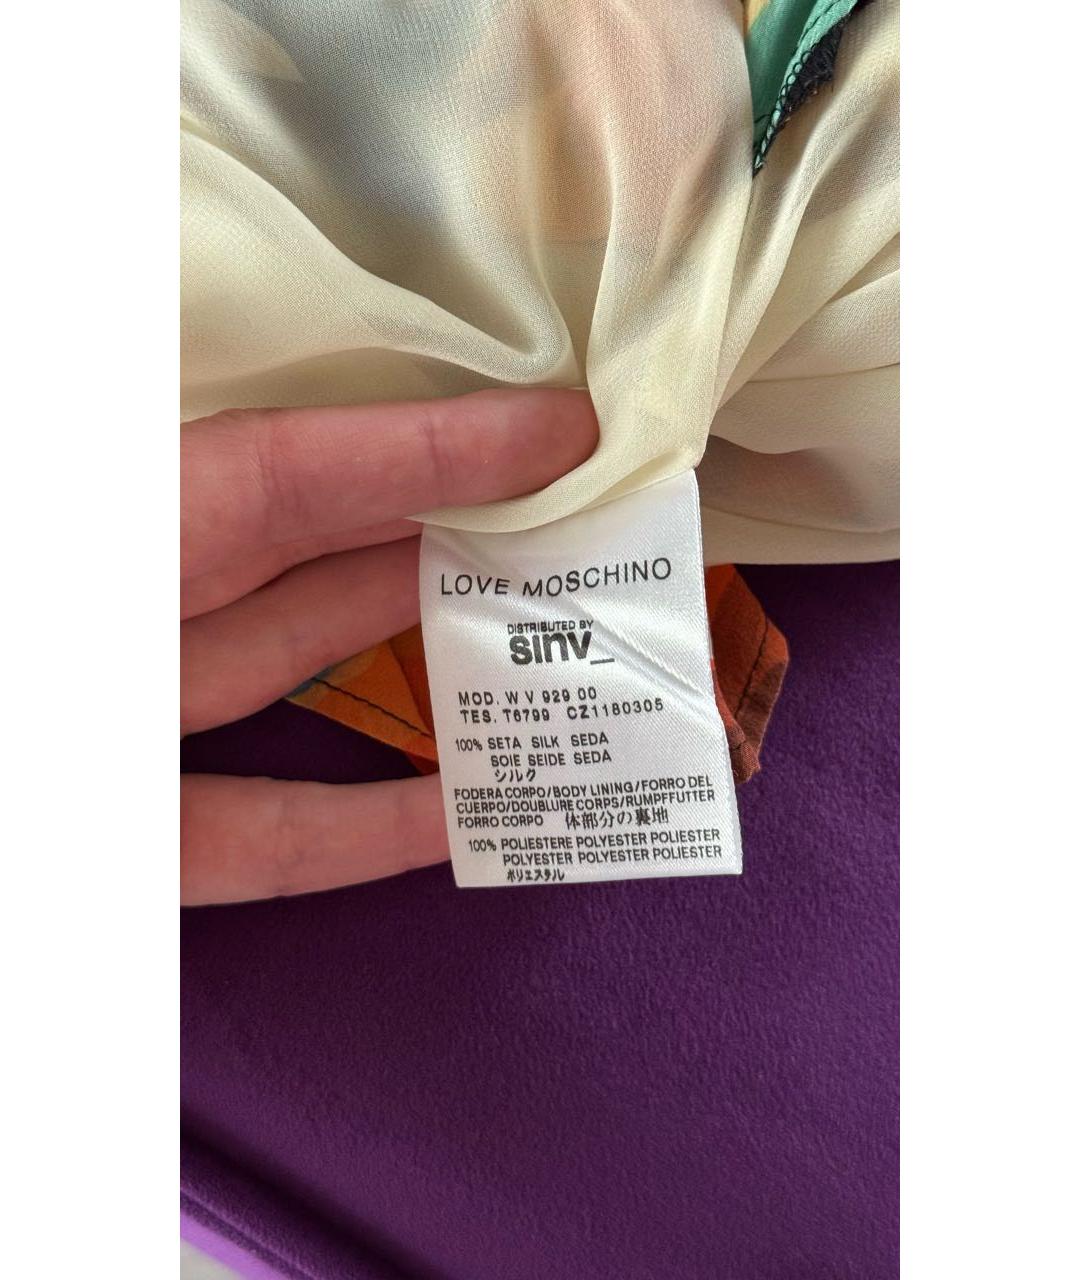 LOVE MOSCHINO
DISTRIBUTED BY
sinv_
MOD. W V 929 00
TES. T6799 CZ1180305
100% SETA SILK SEDA
SOIE SEIDE SEDA
シルク
FODERA CORPO/BODY LINING/FORRO DEL
CUERPO/DOUBLURE CORPS/RUMPFFUTTER
FORRO CORPO 体部分の裏地
100% POLIESTERE POLYESTER POLIESTER
POLYESTER POLYESTER POLIESTER
ポリエステル